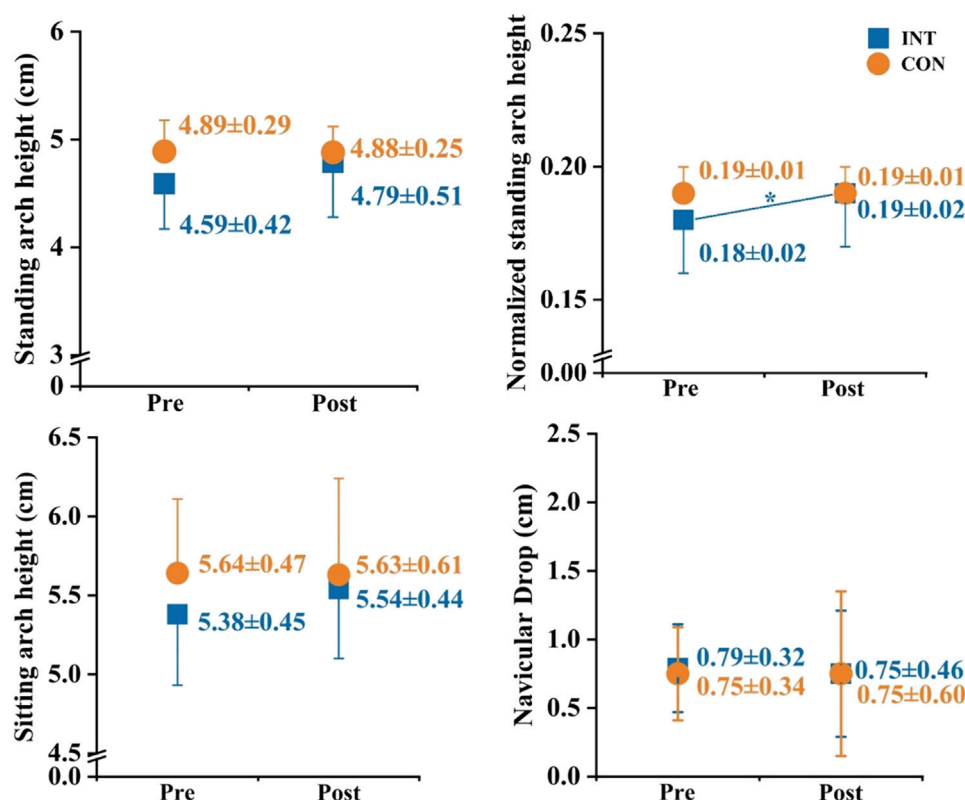 Standing arch height (cm)
6
5
4
3
0
4.89±0.29
4.59±0.42
4.88±0.25
4.79±0.51
Pre
Post
Normalized standing arch height
0.25
0.20
0.15
0.00
INT
CON
0.19±0.01
0.18±0.02
*
0.19±0.01
0.19±0.02
Pre
Post
Sitting arch height (cm)
6.5
6.0
5.5
5.0
4.5
0.0
5.64±0.47
5.38±0.45
5.63±0.61
5.54±0.44
Pre
Post
Navicular Drop (cm)
2.5
2.0
1.5
1.0
0.5
0.0
0.79±0.32
0.75±0.34
0.75±0.46
0.75±0.60
Pre
Post